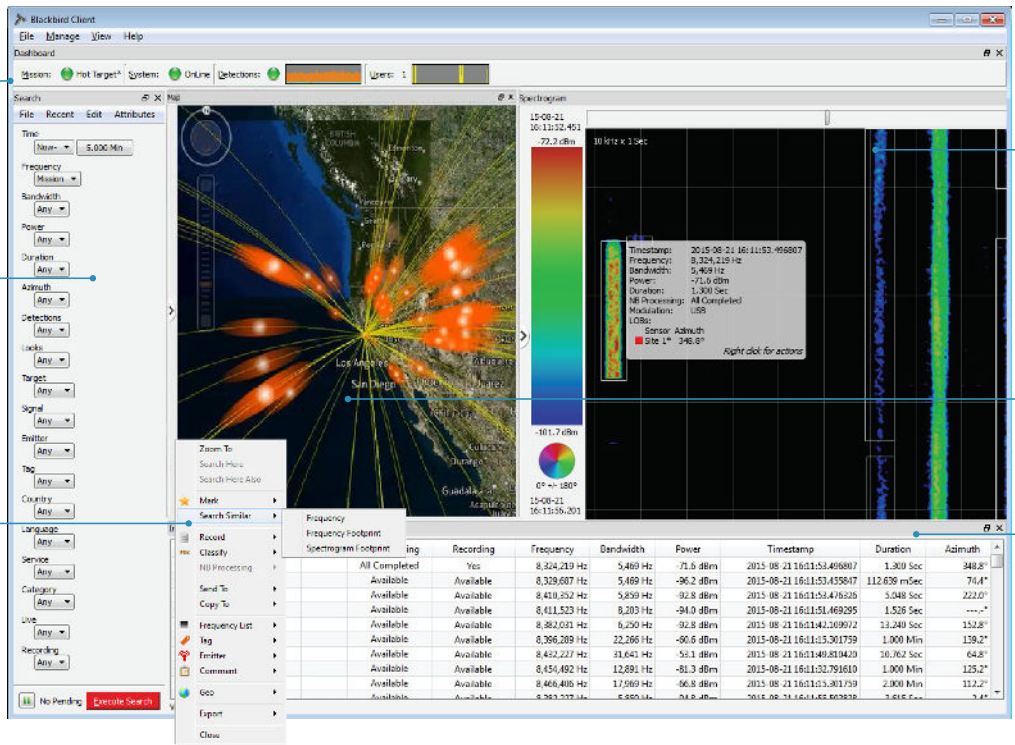 Blackbird Client
File Manage View Help
Dashboard
Mission: Hot Target^ System: OnLine Detections: Users: 1
Search
File Recent Edit Attributes
Time
Now- 5.000 Min
Frequency
Mission
Bandwidth
Any
Power
Any
Duration
Any
Azimuth
Any
Detections
Any
Looks
Any
Target
Any
Signal
Any
Emitter
Any
Tag
Any
Country
Any
Language
Any
Service
Any
Category
Any
Live
Any
Recording
Any
No Pending Execute Search
Map
N
BRITISH
COLUMBIA
Edmonton
Calgary
Vancouver
Seattle
Portland
Los Angeles
San Diego
Juarez
Durango
Guadala
Acapulco
Spectrogram
15-08-21
16:11:52.451
-72.2 dBm
-101.7 dBm
0° +/- 180°
15-08-21
16:11:56.201
10 kHz x 1 Sec
Timestamp: 2015-08-21 16:11:53.496807
Frequency: 8,324,219 Hz
Bandwidth: 5,469 Hz
Power: -71.6 dBm
Duration: 1.300 Sec
NB Processing: All Completed
Modulation: USB
LOBs:
Sensor Azimuth
Site 1* 348.8°
Right click for actions
Zoom To
Search Here
Search Here Also
Mark
Search Similar
Record
Classify
NB Processing
Send To
Copy To
Frequency List
Tag
Emitter
Comment
Geo
Export
Close
Frequency
Frequency Footprint
Spectrogram Footprint
ing Recording Frequency Bandwidth Power Timestamp Duration Azimuth
All Completed Yes 8,324,219 Hz 5,469 Hz -71.6 dBm 2015-08-21 16:11:53.496807 1.300 Sec 348.8°
Available Available 8,329,687 Hz 5,469 Hz -96.2 dBm 2015-08-21 16:11:53.455847 112.639 mSec 74.4°
Available Available 8,410,352 Hz 5,859 Hz -92.8 dBm 2015-08-21 16:11:53.476326 5.048 Sec 222.0°
Available Available 8,411,523 Hz 8,203 Hz -94.0 dBm 2015-08-21 16:11:51.469295 1.526 Sec ---.-°
Available Available 8,382,031 Hz 6,250 Hz -92.8 dBm 2015-08-21 16:11:42.109972 13.240 Sec 152.8°
Available Available 8,396,289 Hz 22,266 Hz -60.6 dBm 2015-08-21 16:11:15.301759 1.000 Min 139.2°
Available Available 8,432,227 Hz 31,641 Hz -53.1 dBm 2015-08-21 16:11:49.810420 10.762 Sec 64.8°
Available Available 8,454,492 Hz 12,891 Hz -81.3 dBm 2015-08-21 16:11:32.791610 1.000 Min 125.2°
Available Available 8,466,406 Hz 17,969 Hz -66.8 dBm 2015-08-21 16:11:15.301759 2.000 Min 112.2°
Available Available